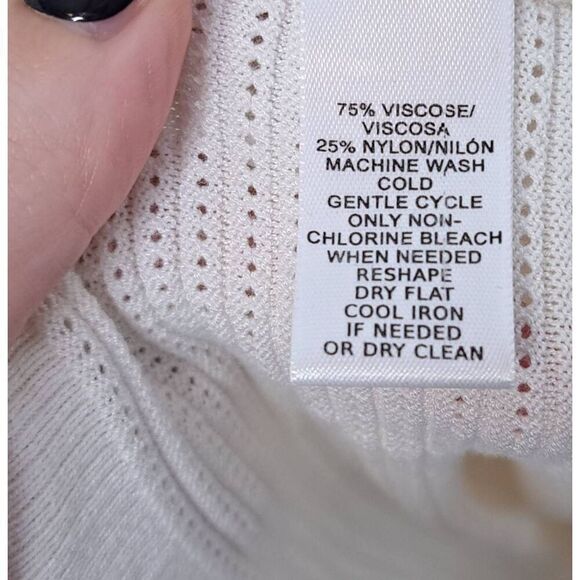 75% VISCOSE/
VISCOSA
25% NYLON/NILÓN
MACHINE WASH
COLD
GENTLE CYCLE
ONLY NON-
CHLORINE BLEACH
WHEN NEEDED
RESHAPE
DRY FLAT
COOL IRON
IF NEEDED
OR DRY CLEAN